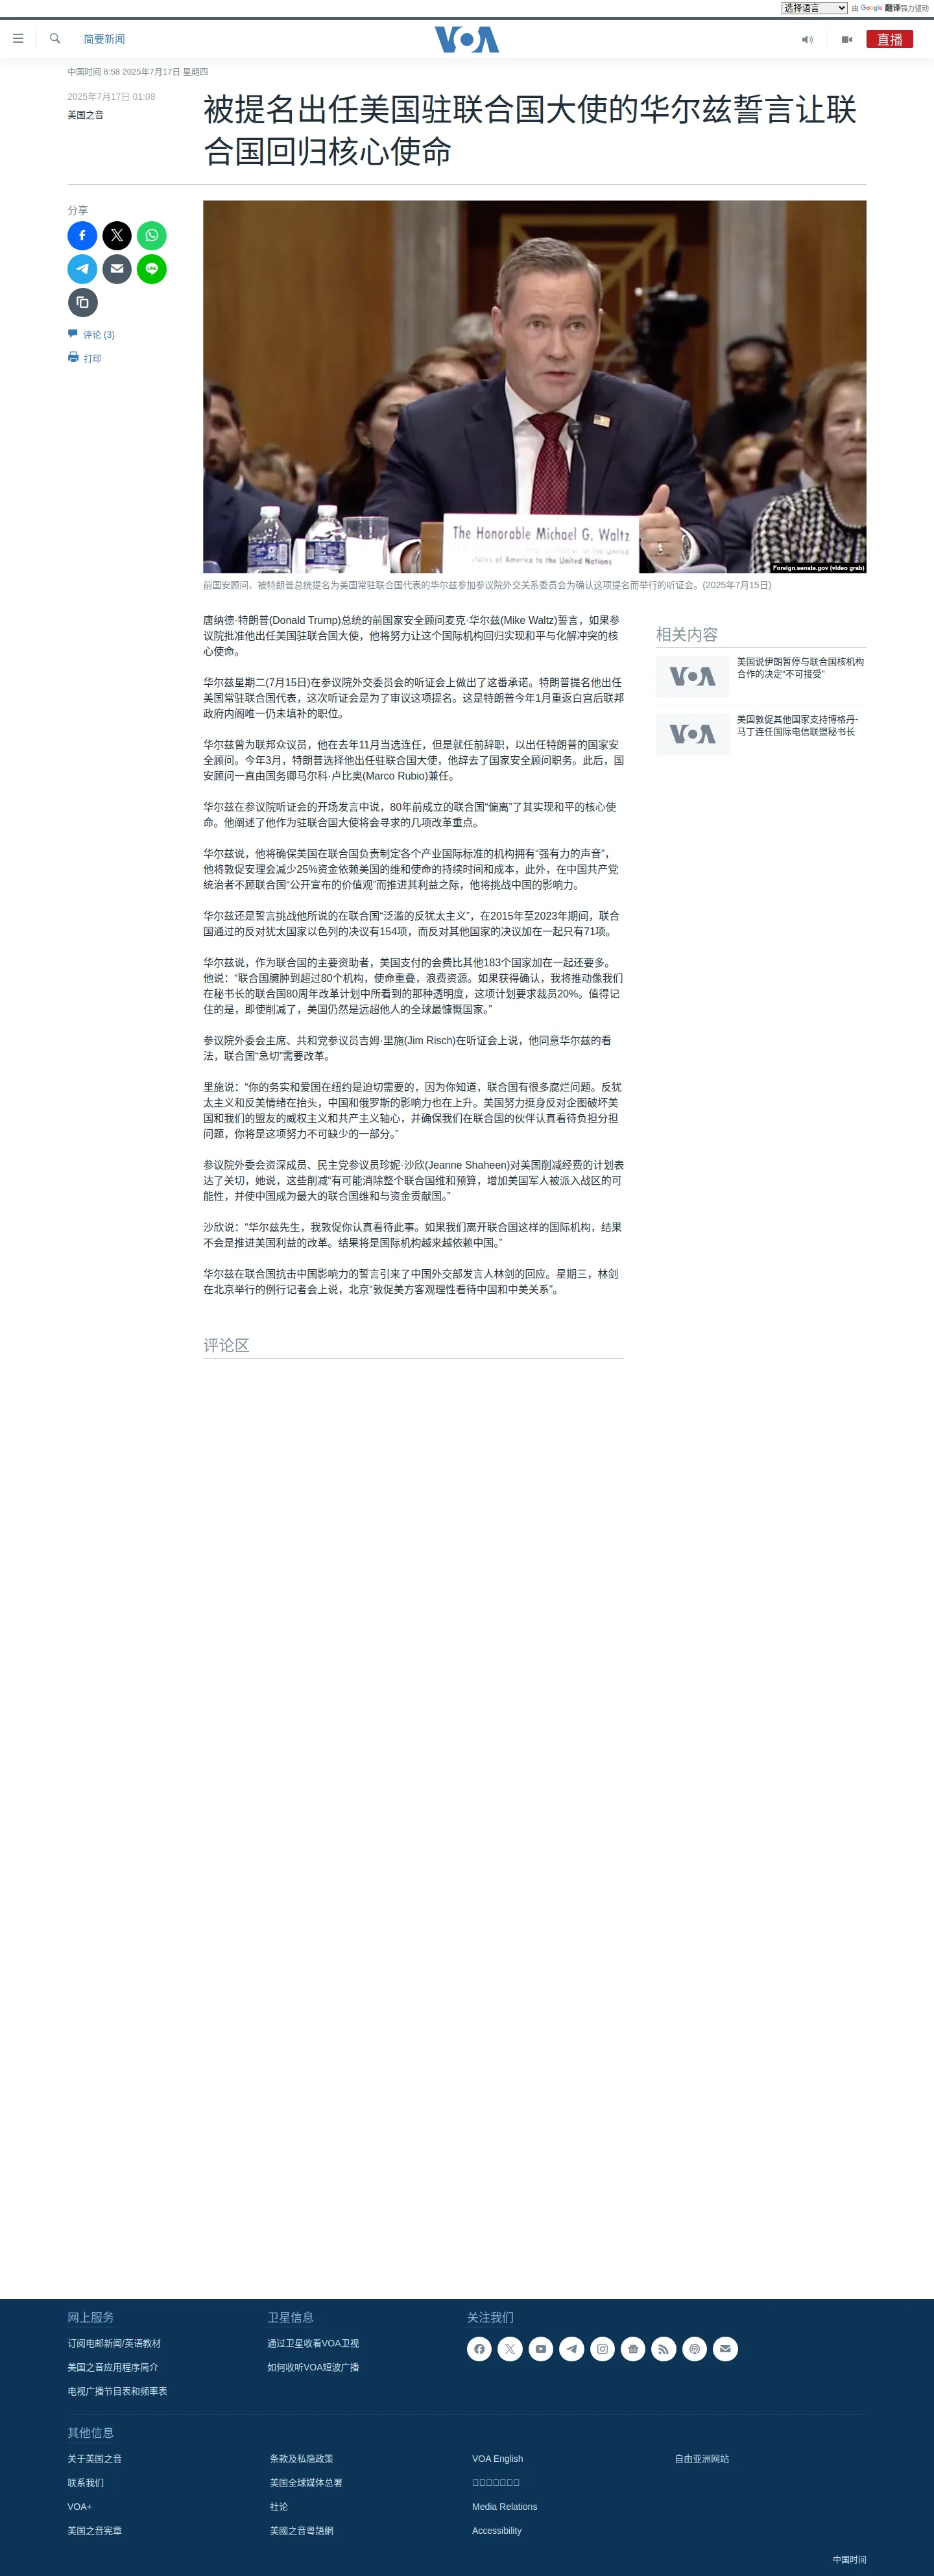 选择语言
由 Google 翻译强力驱动
简要新闻
VOA
直播
中国时间 8:58 2025年7月17日 星期四
2025年7月17日 01:08
美国之音
被提名出任美国驻联合国大使的华尔兹誓言让联
合国回归核心使命
分享
评论 (3)
打印
The Honorable Michael G. Waltz
States of America to the United Nations
Foreign.senate.gov (video grab)
前国安顾问、被特朗普总统提名为美国常驻联合国代表的华尔兹参加参议院外交关系委员会为确认这项提名而举行的听证会。(2025年7月15日)
唐纳德·特朗普(Donald Trump)总统的前国家安全顾问麦克·华尔兹(Mike Waltz)誓言，如果参
议院批准他出任美国驻联合国大使，他将努力让这个国际机构回归实现和平与化解冲突的核
心使命。
华尔兹星期二(7月15日)在参议院外交委员会的听证会上做出了这番承诺。特朗普提名他出任
美国常驻联合国代表，这次听证会是为了审议这项提名。这是特朗普今年1月重返白宫后联邦
政府内阁唯一仍未填补的职位。
华尔兹曾为联邦众议员，他在去年11月当选连任，但是就任前辞职，以出任特朗普的国家安
全顾问。今年3月，特朗普选择他出任驻联合国大使，他辞去了国家安全顾问职务。此后，国
安顾问一直由国务卿马尔科·卢比奥(Marco Rubio)兼任。
华尔兹在参议院听证会的开场发言中说，80年前成立的联合国“偏离”了其实现和平的核心使
命。他阐述了他作为驻联合国大使将会寻求的几项改革重点。
华尔兹说，他将确保美国在联合国负责制定各个产业国际标准的机构拥有“强有力的声音”，
他将敦促安理会减少25%资金依赖美国的维和使命的持续时间和成本，此外，在中国共产党
统治者不顾联合国“公开宣布的价值观”而推进其利益之际，他将挑战中国的影响力。
华尔兹还是誓言挑战他所说的在联合国“泛滥的反犹太主义”，在2015年至2023年期间，联合
国通过的反对犹太国家以色列的决议有154项，而反对其他国家的决议加在一起只有71项。
华尔兹说，作为联合国的主要资助者，美国支付的会费比其他183个国家加在一起还要多。
他说：“联合国臃肿到超过80个机构，使命重叠，浪费资源。如果获得确认，我将推动像我们
在秘书长的联合国80周年改革计划中所看到的那种透明度，这项计划要求裁员20%。值得记
住的是，即使削减了，美国仍然是远超他人的全球最慷慨国家。”
参议院外委会主席、共和党参议员吉姆·里施(Jim Risch)在听证会上说，他同意华尔兹的看
法，联合国“急切”需要改革。
里施说：“你的务实和爱国在纽约是迫切需要的，因为你知道，联合国有很多腐烂问题。反犹
太主义和反美情绪在抬头，中国和俄罗斯的影响力也在上升。美国努力挺身反对企图破坏美
国和我们的盟友的威权主义和共产主义轴心，并确保我们在联合国的伙伴认真看待负担分担
问题，你将是这项努力不可缺少的一部分。”
参议院外委会资深成员、民主党参议员珍妮·沙欣(Jeanne Shaheen)对美国削减经费的计划表
达了关切，她说，这些削减“有可能消除整个联合国维和预算，增加美国军人被派入战区的可
能性，并使中国成为最大的联合国维和与资金贡献国。”
沙欣说：“华尔兹先生，我敦促你认真看待此事。如果我们离开联合国这样的国际机构，结果
不会是推进美国利益的改革。结果将是国际机构越来越依赖中国。”
华尔兹在联合国抗击中国影响力的誓言引来了中国外交部发言人林剑的回应。星期三，林剑
在北京举行的例行记者会上说，北京“敦促美方客观理性看待中国和中美关系”。
相关内容
VOA
美国说伊朗暂停与联合国核机构
合作的决定“不可接受”
VOA
美国敦促其他国家支持博格丹-
马丁连任国际电信联盟秘书长
评论区
网上服务
订阅电邮新闻/英语教材
美国之音应用程序简介
电视广播节目表和频率表
卫星信息
通过卫星收看VOA卫视
如何收听VOA短波广播
关注我们
其他信息
关于美国之音
联系我们
VOA+
美国之音宪章
条款及私隐政策
美国全球媒体总署
社论
美國之音粵語網
VOA English
Media Relations
Accessibility
自由亚洲网站
中国时间